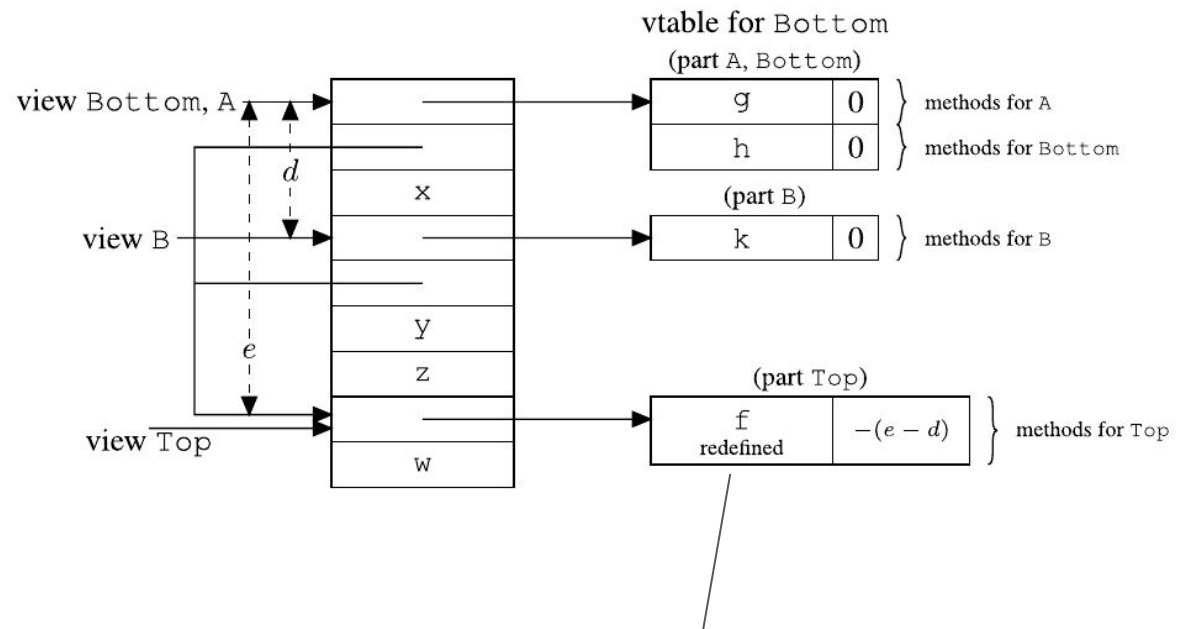 vtable for Bottom
(part A, Bottom)
view Bottom, A
g 0
methods for A
h 0
methods for Bottom
d
x
(part B)
view B
k 0
methods for B
y
e
z
(part Top)
f
redefined
−(e − d)
methods for Top
view Top
w